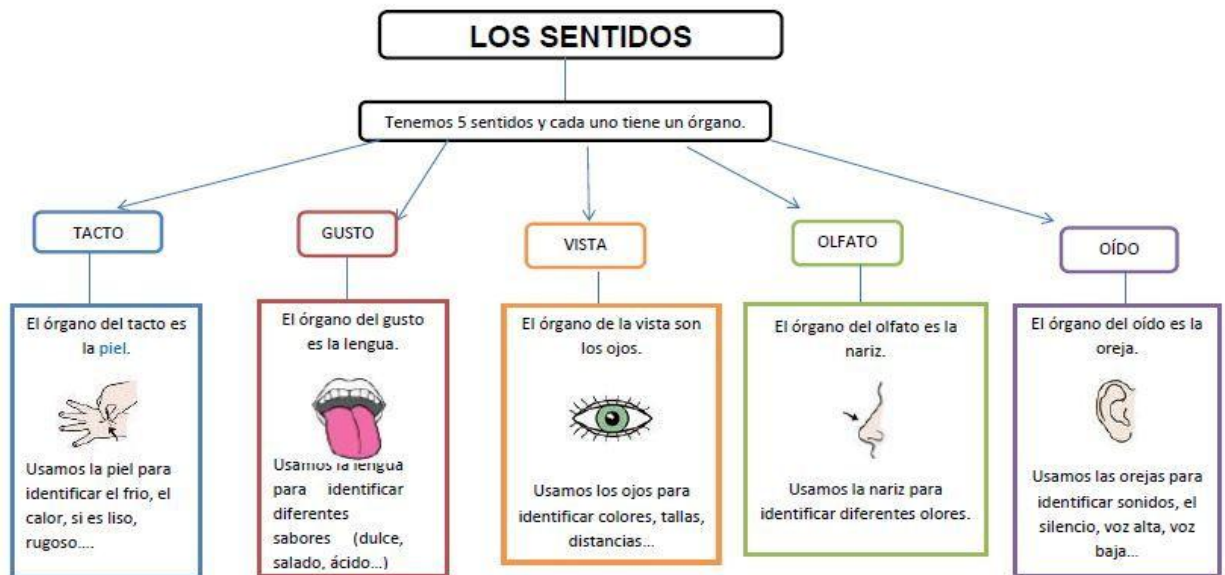 LOS SENTIDOS
Tenemos 5 sentidos y cada uno tiene un órgano.
TACTO
GUSTO
VISTA
OLFATO
OÍDO
El órgano del tacto es
la piel.
Usamos la piel para
identificar el frio, el
calor, si es liso,
rugoso....
El órgano del gusto
es la lengua.
Usamos la lengua
para identificar
diferentes
sabores (dulce,
salado, ácido...)
El órgano de la vista son
los ojos.
Usamos los ojos para
identificar colores, tallas,
distancias...
El órgano del olfato es la
nariz.
Usamos la nariz para
identificar diferentes olores.
El órgano del oído es la
oreja.
Usamos las orejas para
identificar sonidos, el
silencio, voz alta, voz
baja...